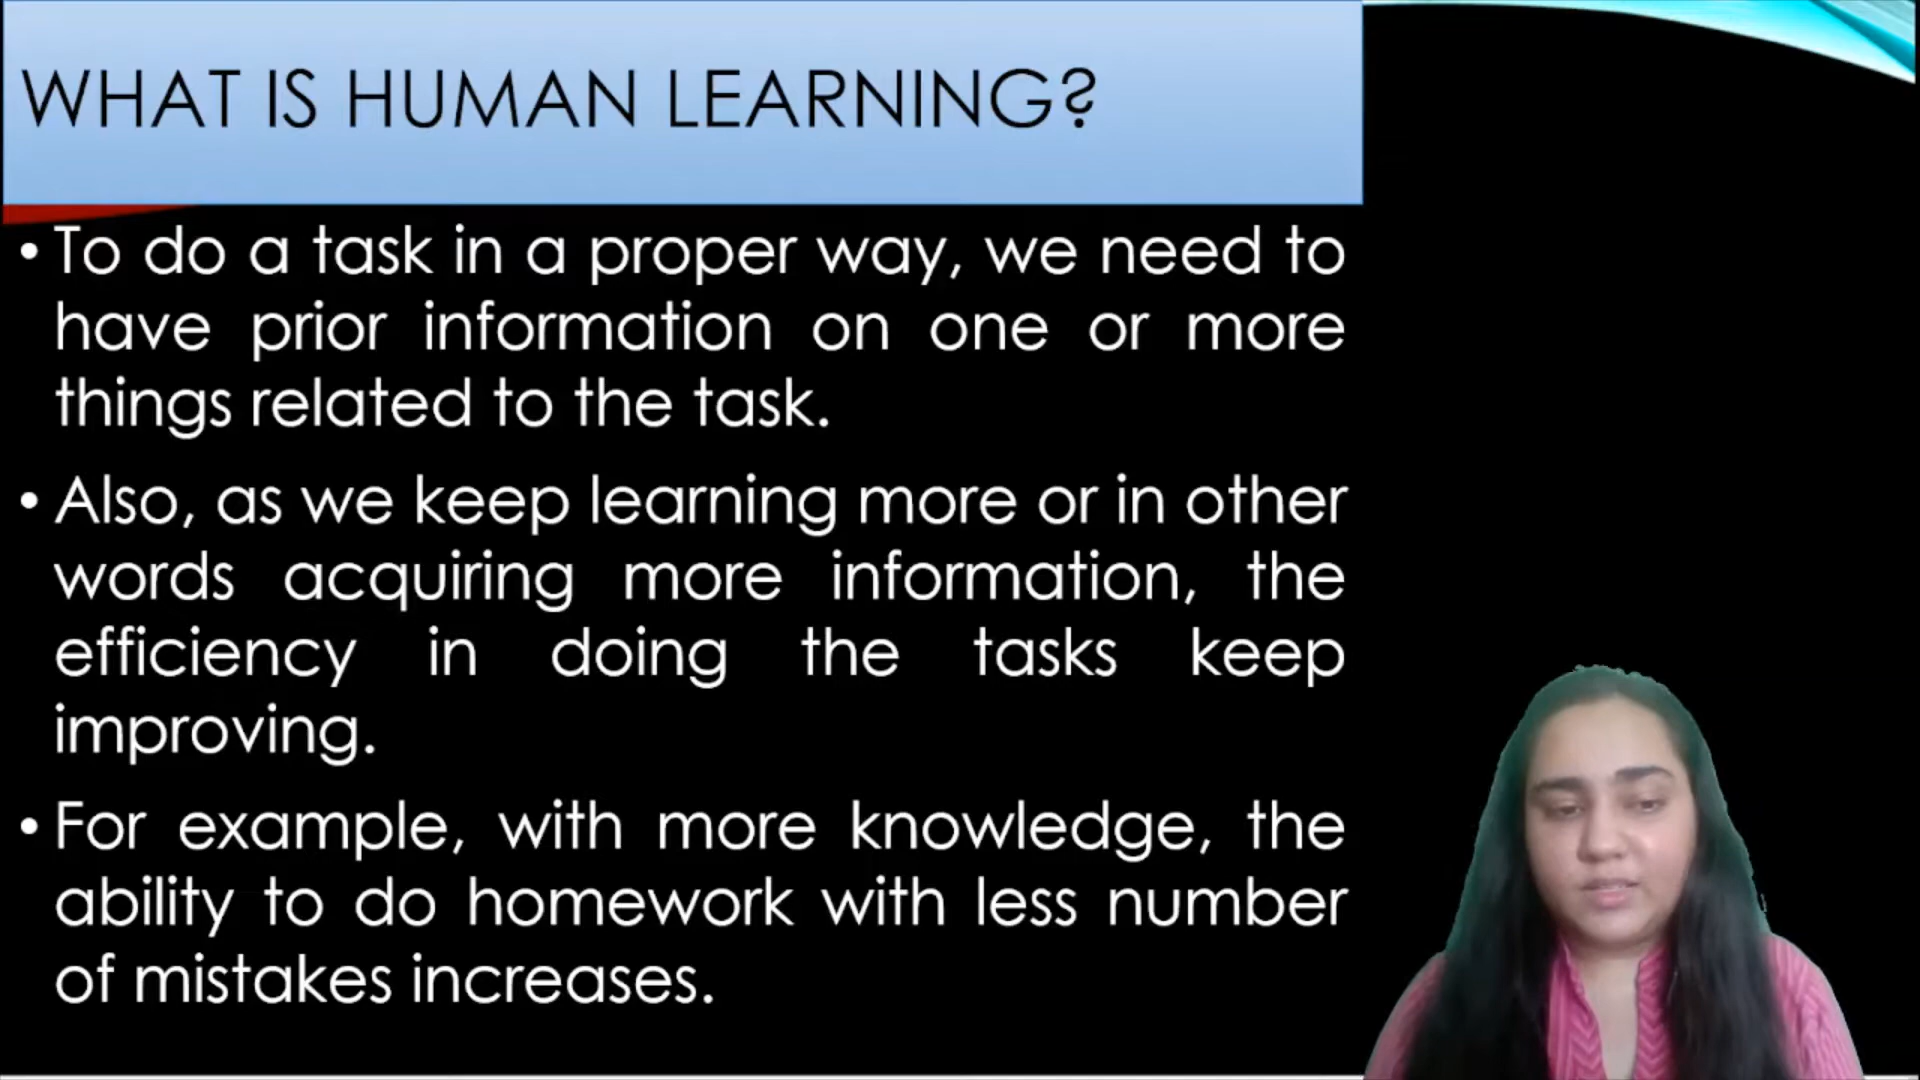 WHAT IS HUMAN LEARNING?
• To do a task in a proper way, we need to
have prior information on one or more
things related to the task.
• Also, as we keep learning more or in other
words acquiring more information, the
efficiency in doing the tasks keep
improving.
• For example, with more knowledge, the
ability to do homework with less number
of mistakes increases.